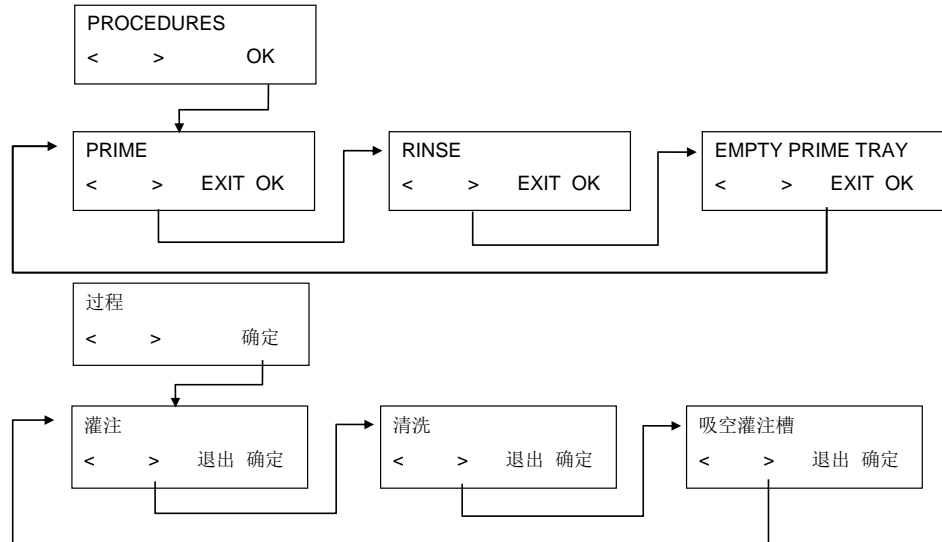 PROCEDURES
< > OK
PRIME
< > EXIT OK
RINSE
< > EXIT OK
EMPTY PRIME TRAY
< > EXIT OK
过程
< > 确定
灌注
< > 退出 确定
清洗
< > 退出 确定
吸空灌注槽
< > 退出 确定